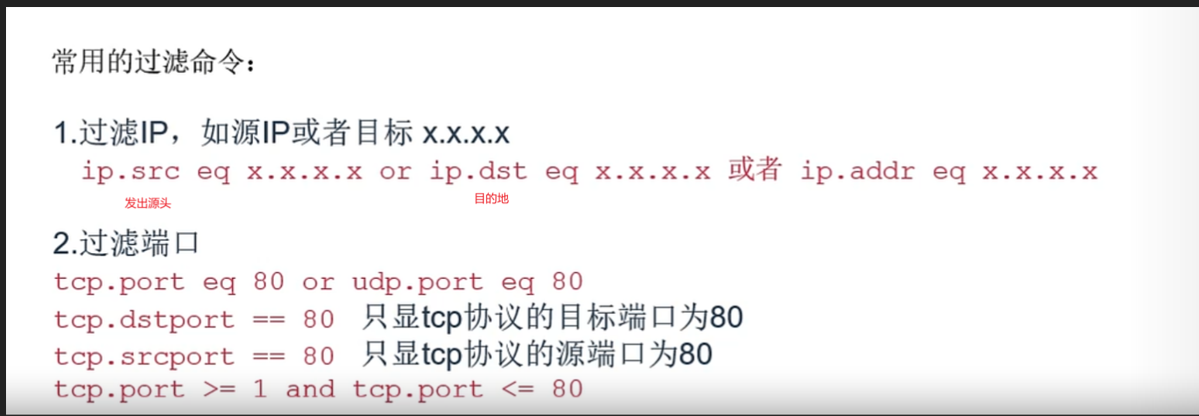 常用的过滤命令：
1.过滤IP，如源IP或者目标 x.x.x.x
ip.src eq x.x.x.x or ip.dst eq x.x.x.x 或者 ip.addr eq x.x.x.x
发出源头 目的地
2.过滤端口
tcp.port eq 80 or udp.port eq 80
tcp.dstport == 80 只显tcp协议的目标端口为80
tcp.srcport == 80 只显tcp协议的源端口为80
tcp.port >= 1 and tcp.port <= 80